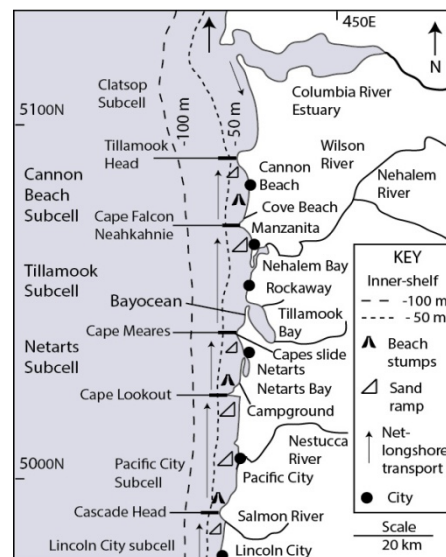 450E
N
Clatsop
Subcell
Columbia River
Estuary
5100N
-100 m
-50 m
Tillamook
Head
Wilson
River
Cannon
Beach
Subcell
Cannon
Beach
Nehalem
River
Cape Falcon
Neahkahnie
Cove Beach
Manzanita
Tillamook
Subcell
Nehalem Bay
Rockaway
Bayocean
Tillamook
Bay
Cape Meares
Capes slide
Netarts
Subcell
Netarts
Netarts Bay
Cape Lookout
Campground
Nestucca
River
5000N
Pacific City
Subcell
Pacific City
Cascade Head
Salmon River
Lincoln City subcell
Lincoln City
KEY
Inner-shelf
-100 m
- 50 m
Beach
stumps
Sand
ramp
Net-
longshore
transport
City
Scale
20 km